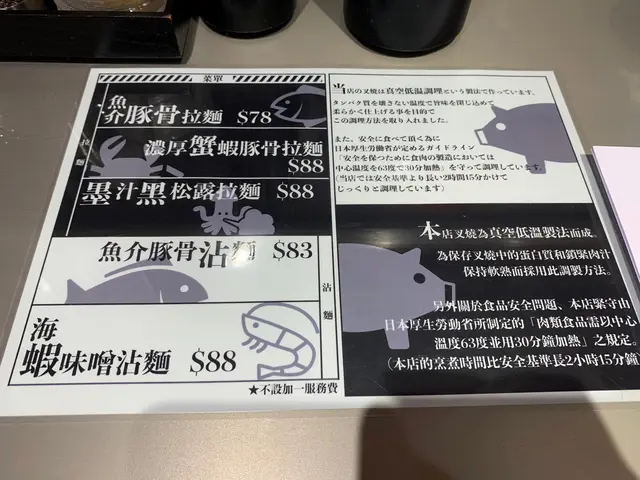 菜單
魚介豚骨拉麵 $78
濃厚蟹蝦豚骨拉麵
$88
墨汁黑松露拉麵 $88
拉麵
魚介豚骨沾麵 $83
沾麵
海蝦味噌沾麵 $88
★不設加一服務費
当店の叉焼は真空低温調理という製法で作っています。
タンパク質を壊さない温度で旨味を閉じ込めて
柔らかく仕上げる事を目的で
この調理方法を取り入れました。
また、安全に食べて頂く為に
日本厚生労働省が定めるガイドライン
「安全を保つために食肉の製造においては
中心温度を63度で30分加熱」を守って調理しています。
(当店では安全基準より長い2時間15分かけて
じっくりと調理しています)
本店叉燒為真空低溫製法而成。
為保存叉燒中的蛋白質和鎖緊肉汁
保持軟熟而採用此調製方法。
另外關於食品安全問題、本店緊守由
日本厚生勞動省所制定的「肉類食品需以中心
溫度63度並用30分鐘加熱」之規定。
(本店的烹煮時間比安全基準長2小時15分鐘)